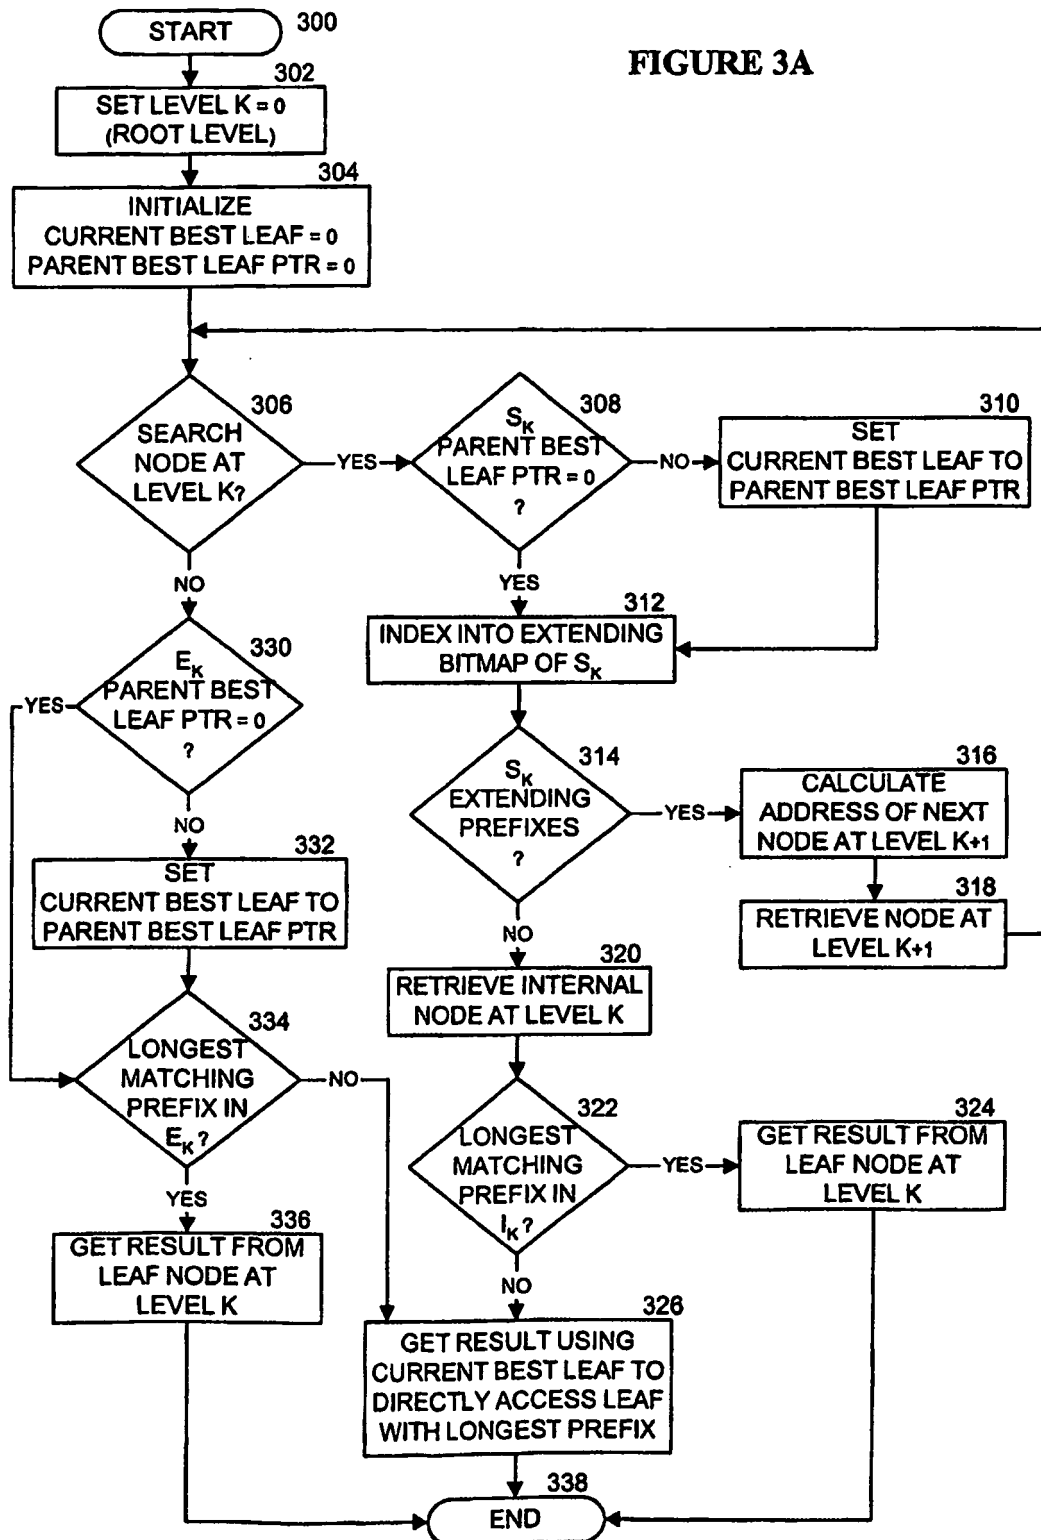 START
300
FIGURE 3A
302
SET LEVEL K = 0
(ROOT LEVEL)
304
INITIALIZE
CURRENT BEST LEAF = 0
PARENT BEST LEAF PTR = 0
306
SEARCH
NODE AT
LEVEL K?
YES
308
S_K
PARENT BEST
LEAF PTR = 0
?
NO
310
SET
CURRENT BEST LEAF TO
PARENT BEST LEAF PTR
NO
YES
312
INDEX INTO EXTENDING
BITMAP OF S_K
330
E_K
PARENT BEST
LEAF PTR = 0
?
YES
314
S_K
EXTENDING
PREFIXES
?
YES
316
CALCULATE
ADDRESS OF NEXT
NODE AT LEVEL K+1
NO
332
SET
CURRENT BEST LEAF TO
PARENT BEST LEAF PTR
318
RETRIEVE NODE AT
LEVEL K+1
NO
320
RETRIEVE INTERNAL
NODE AT LEVEL K
334
LONGEST
MATCHING
PREFIX IN
E_K ?
NO
322
LONGEST
MATCHING
PREFIX IN
I_K ?
YES
324
GET RESULT FROM
LEAF NODE AT
LEVEL K
YES
336
GET RESULT FROM
LEAF NODE AT
LEVEL K
NO
326
GET RESULT USING
CURRENT BEST LEAF TO
DIRECTLY ACCESS LEAF
WITH LONGEST PREFIX
338
END